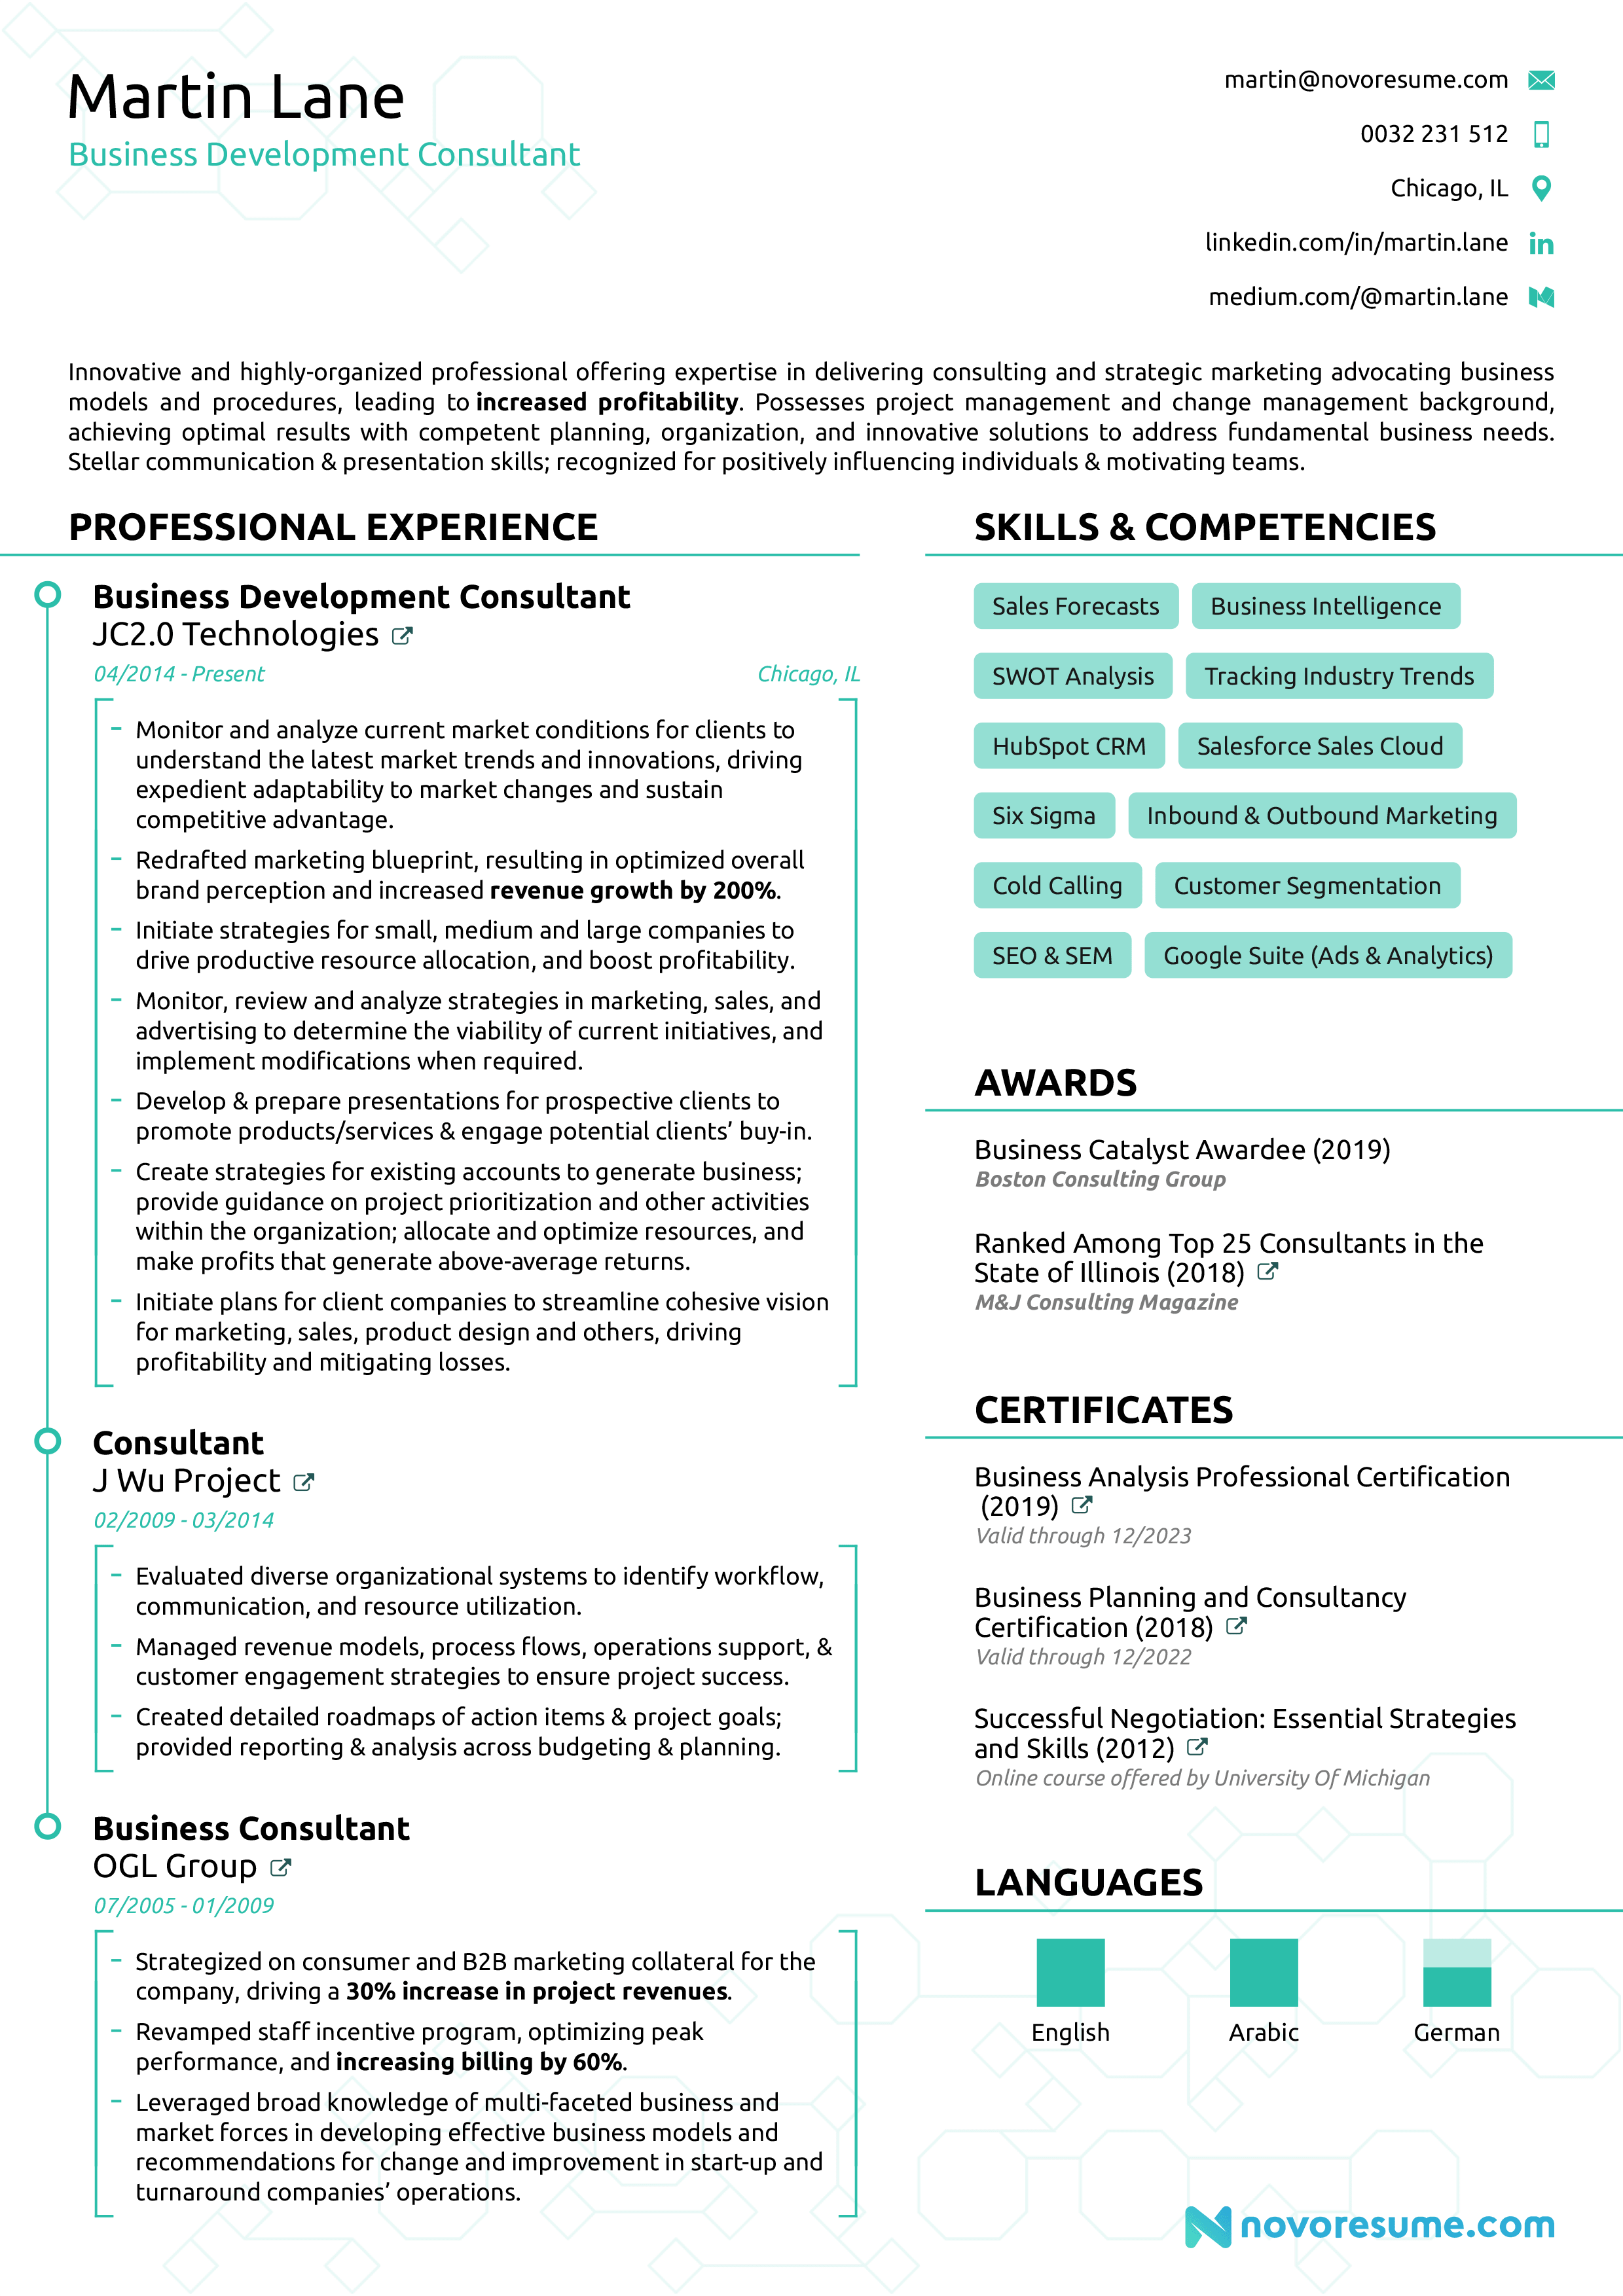 Martin Lane
Business Development Consultant
martin@novoresume.com
0032 231 512
Chicago, IL
linkedin.com/in/martin.lane
medium.com/@martin.lane
Innovative and highly-organized professional offering expertise in delivering consulting and strategic marketing advocating business
models and procedures, leading to increased profitability. Possesses project management and change management background,
achieving optimal results with competent planning, organization, and innovative solutions to address fundamental business needs.
Stellar communication & presentation skills; recognized for positively influencing individuals & motivating teams.
PROFESSIONAL EXPERIENCE
Business Development Consultant
JC2.0 Technologies
04/2014 - Present
Chicago, IL
– Monitor and analyze current market conditions for clients to
understand the latest market trends and innovations, driving
expedient adaptability to market changes and sustain
competitive advantage.
– Redrafted marketing blueprint, resulting in optimized overall
brand perception and increased revenue growth by 200%.
– Initiate strategies for small, medium and large companies to
drive productive resource allocation, and boost profitability.
– Monitor, review and analyze strategies in marketing, sales, and
advertising to determine the viability of current initiatives, and
implement modifications when required.
– Develop & prepare presentations for prospective clients to
promote products/services & engage potential clients’ buy-in.
– Create strategies for existing accounts to generate business;
provide guidance on project prioritization and other activities
within the organization; allocate and optimize resources, and
make profits that generate above-average returns.
– Initiate plans for client companies to streamline cohesive vision
for marketing, sales, product design and others, driving
profitability and mitigating losses.
Consultant
J Wu Project
02/2009 - 03/2014
– Evaluated diverse organizational systems to identify workflow,
communication, and resource utilization.
– Managed revenue models, process flows, operations support, &
customer engagement strategies to ensure project success.
– Created detailed roadmaps of action items & project goals;
provided reporting & analysis across budgeting & planning.
Business Consultant
OGL Group
07/2005 - 01/2009
– Strategized on consumer and B2B marketing collateral for the
company, driving a 30% increase in project revenues.
– Revamped staff incentive program, optimizing peak
performance, and increasing billing by 60%.
– Leveraged broad knowledge of multi-faceted business and
market forces in developing effective business models and
recommendations for change and improvement in start-up and
turnaround companies’ operations.
SKILLS & COMPETENCIES
Sales Forecasts
Business Intelligence
SWOT Analysis
Tracking Industry Trends
HubSpot CRM
Salesforce Sales Cloud
Six Sigma
Inbound & Outbound Marketing
Cold Calling
Customer Segmentation
SEO & SEM
Google Suite (Ads & Analytics)
AWARDS
Business Catalyst Awardee (2019)
Boston Consulting Group
Ranked Among Top 25 Consultants in the
State of Illinois (2018)
M&J Consulting Magazine
CERTIFICATES
Business Analysis Professional Certification
(2019)
Valid through 12/2023
Business Planning and Consultancy
Certification (2018)
Valid through 12/2022
Successful Negotiation: Essential Strategies
and Skills (2012)
Online course offered by University Of Michigan
LANGUAGES
English
Arabic
German
novoresume.com